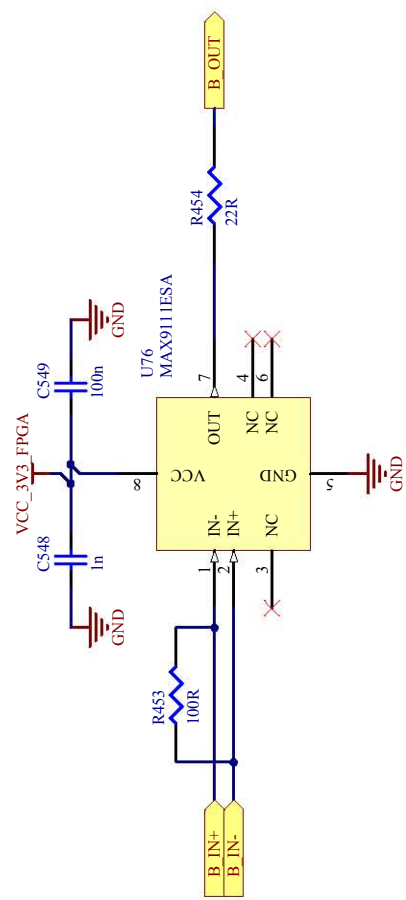 VCC_3V3_FPGA
C548
1n
GND
C549
100n
GND
U76
MAX9111ESA
8
VCC
B_IN+
B_IN-
R453
100R
1
IN-
2
IN+
3
NC
OUT
7
NC
4
NC
6
GND
5
GND
R454
22R
B_OUT